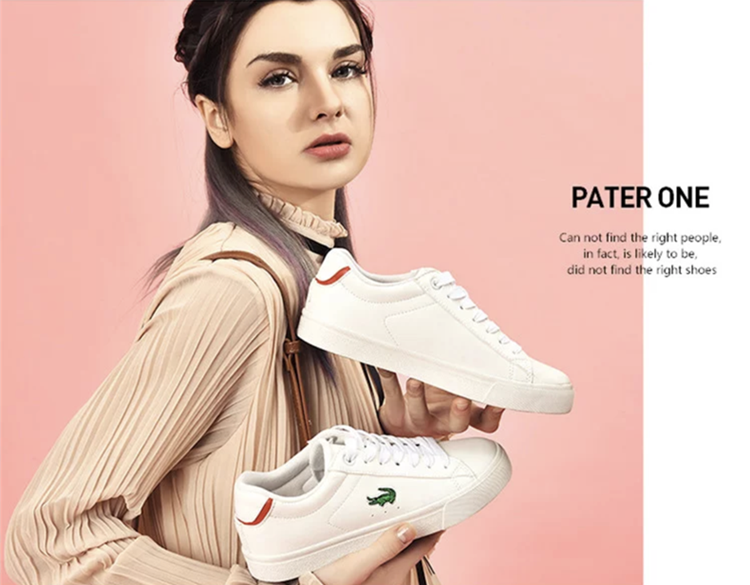 PATER ONE
Can not find the right people,
in fact, is likely to be,
did not find the right shoes